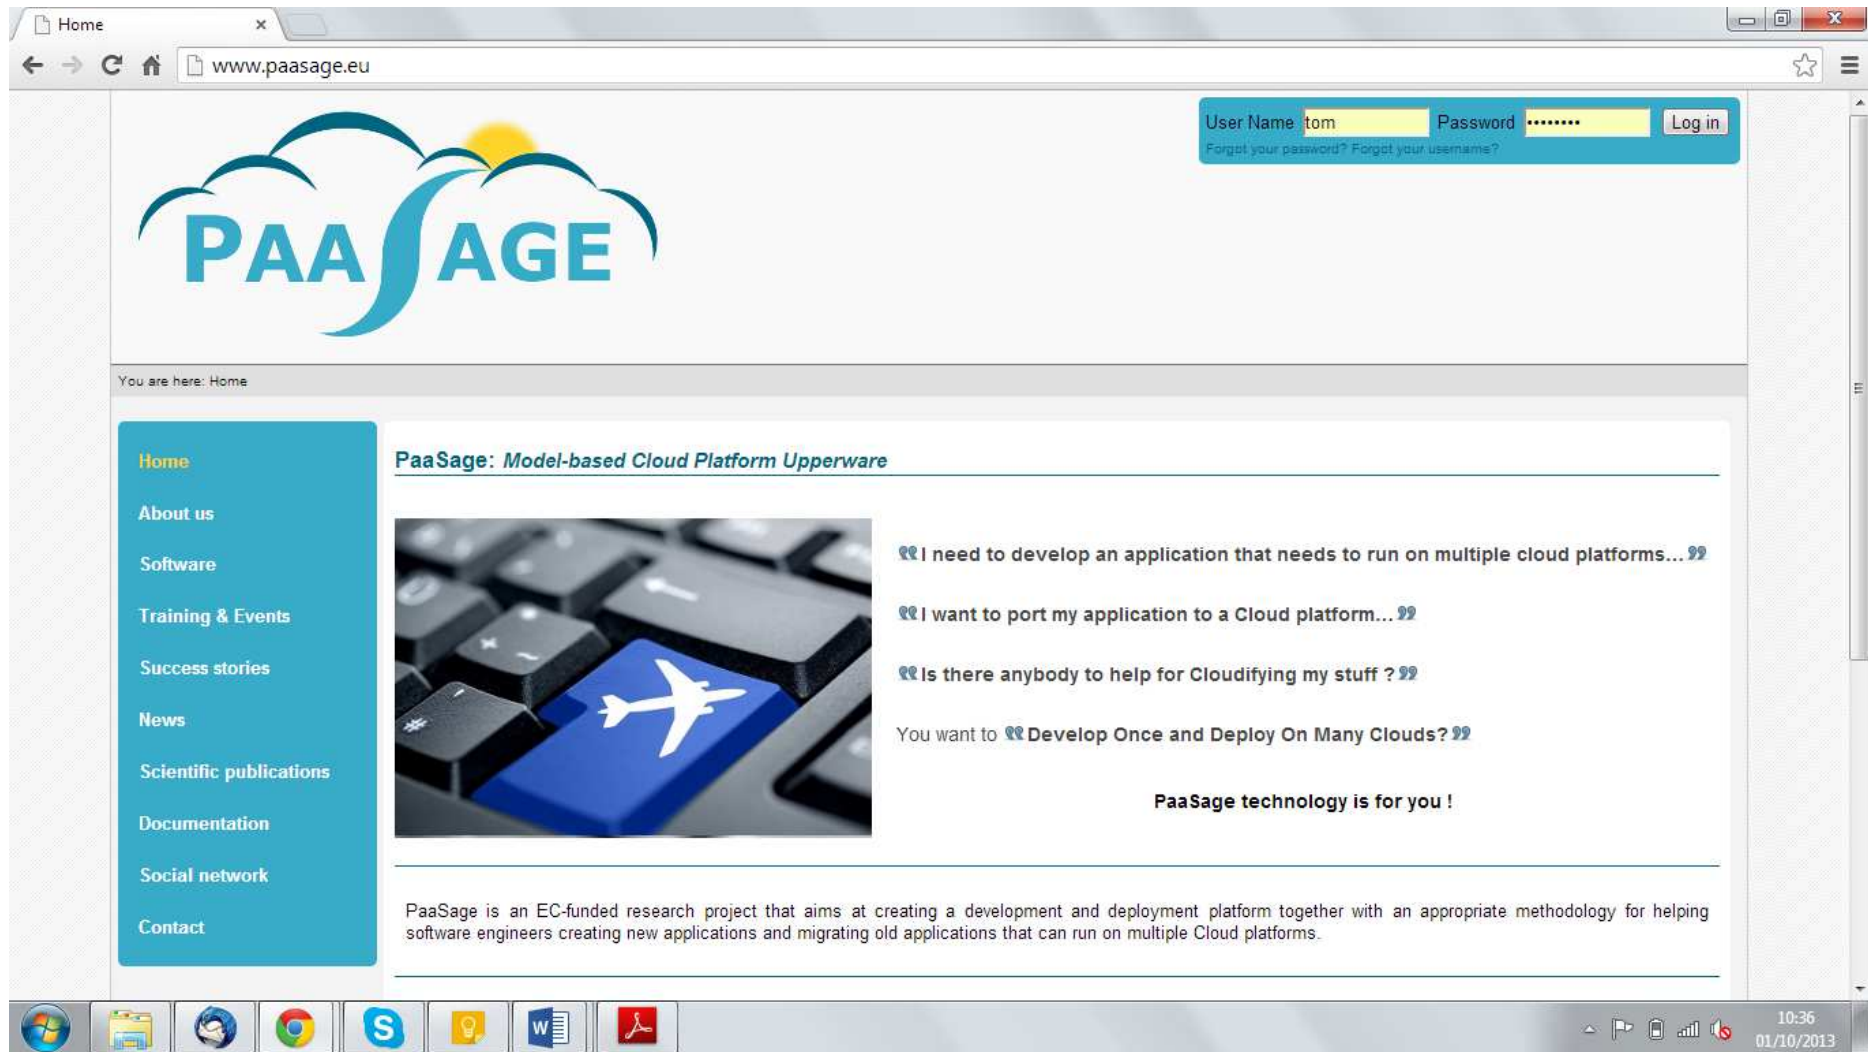 Home
www.paasage.eu
User Name tom Password •••••••• Log in
Forgot your password? Forgot your username?
PAASAGE
You are here: Home
Home
About us
Software
Training & Events
Success stories
News
Scientific publications
Documentation
Social network
Contact
PaaSage: Model-based Cloud Platform Upperware
❝I need to develop an application that needs to run on multiple cloud platforms...❞
❝I want to port my application to a Cloud platform...❞
❝Is there anybody to help for Cloudifying my stuff ?❞
You want to ❝Develop Once and Deploy On Many Clouds?❞
PaaSage technology is for you !
PaaSage is an EC-funded research project that aims at creating a development and deployment platform together with an appropriate methodology for helping
software engineers creating new applications and migrating old applications that can run on multiple Cloud platforms.
10:36
01/10/2013